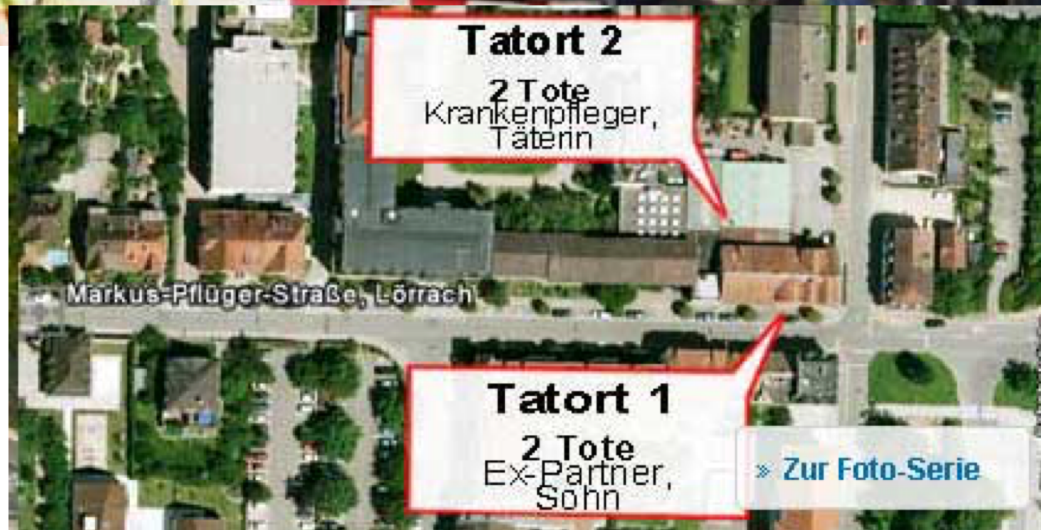 Tatort 2
2 Tote
Krankenpfleger,
Täterin
Markus-Pflüger-Straße, Lörrach
Tatort 1
2 Tote
Ex-Partner,
Sohn
» Zur Foto-Serie